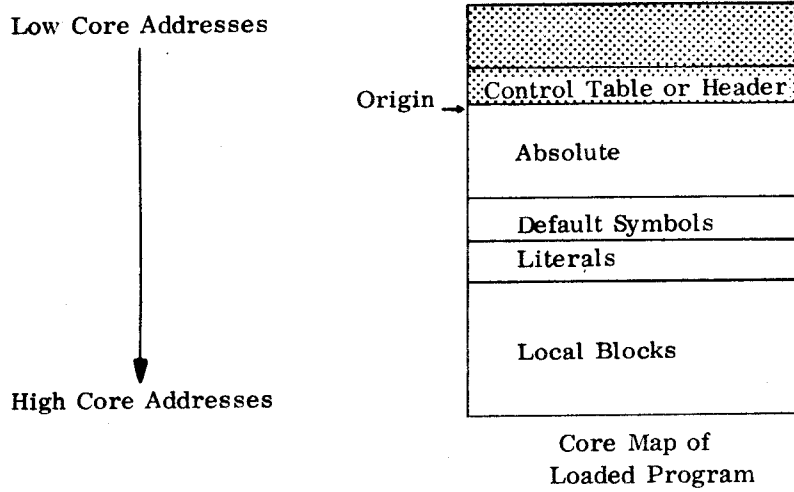 Low Core Addresses
Control Table or Header
Origin
Absolute
Default Symbols
Literals
Local Blocks
High Core Addresses
Core Map of
Loaded Program